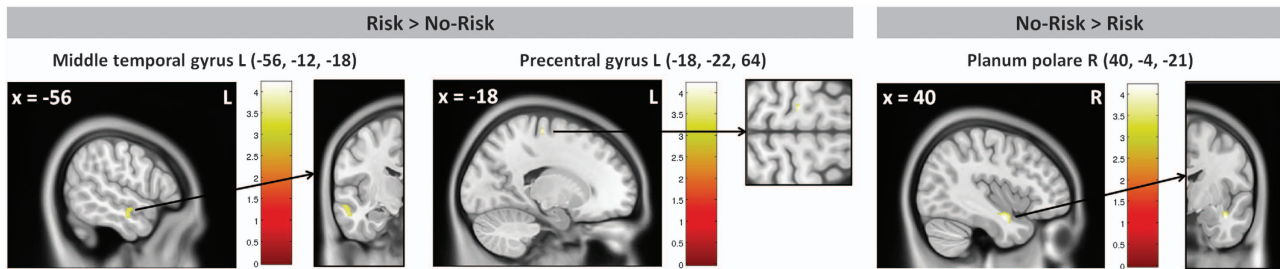 Risk > No-Risk
No-Risk > Risk
Middle temporal gyrus L (-56, -12, -18)
Precentral gyrus L (-18, -22, 64)
Planum polare R (40, -4, -21)
x = -56
L
4
3.5
3
2.5
2
1.5
1
0.5
0
x = -18
L
4
3.5
3
2.5
2
1.5
1
0.5
0
x = 40
R
4
3.5
3
2.5
2
1.5
1
0.5
0